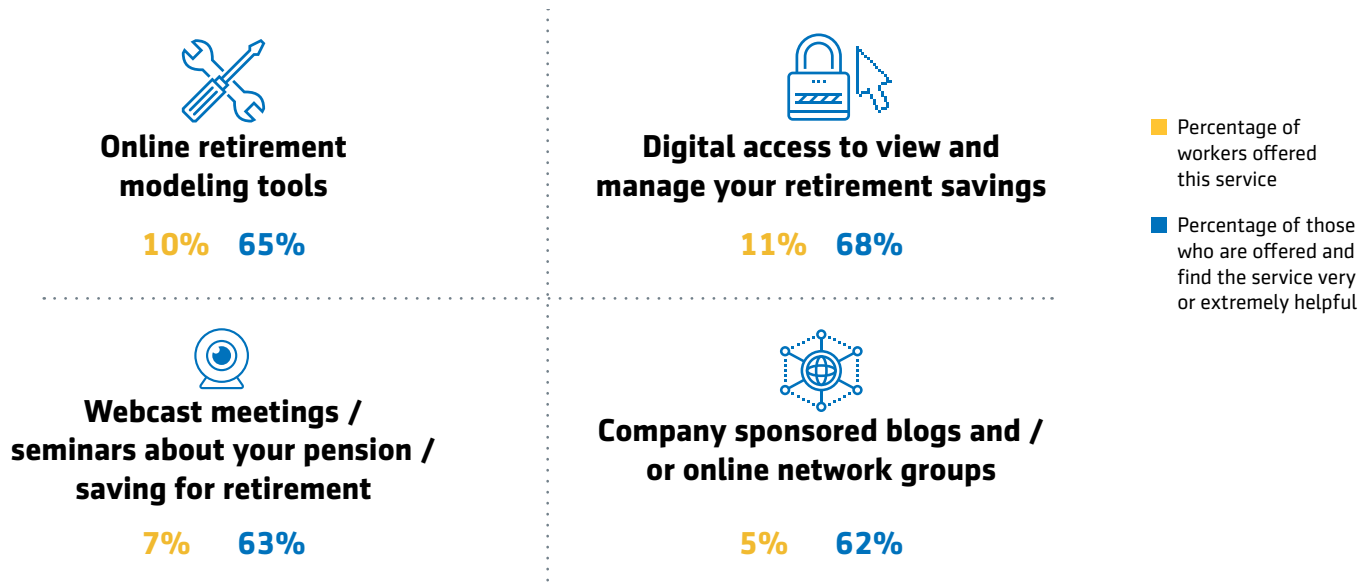 Online retirement
modeling tools
10% 65%
Digital access to view and
manage your retirement savings
11% 68%
Webcast meetings /
seminars about your pension /
saving for retirement
7% 63%
Company sponsored blogs and /
or online network groups
5% 62%
Percentage of
workers offered
this service
Percentage of those
who are offered and
find the service very
or extremely helpful